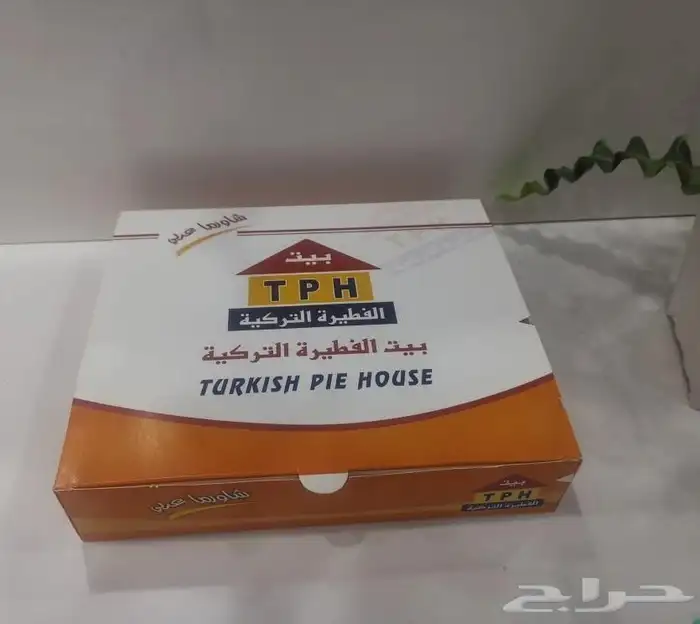 شاورما عربي
بيت
TPH
الفطيرة التركية
بيت الفطيرة التركية
TURKISH PIE HOUSE
شاورما عربي
بيت
TPH
الفطيرة التركية
حراج